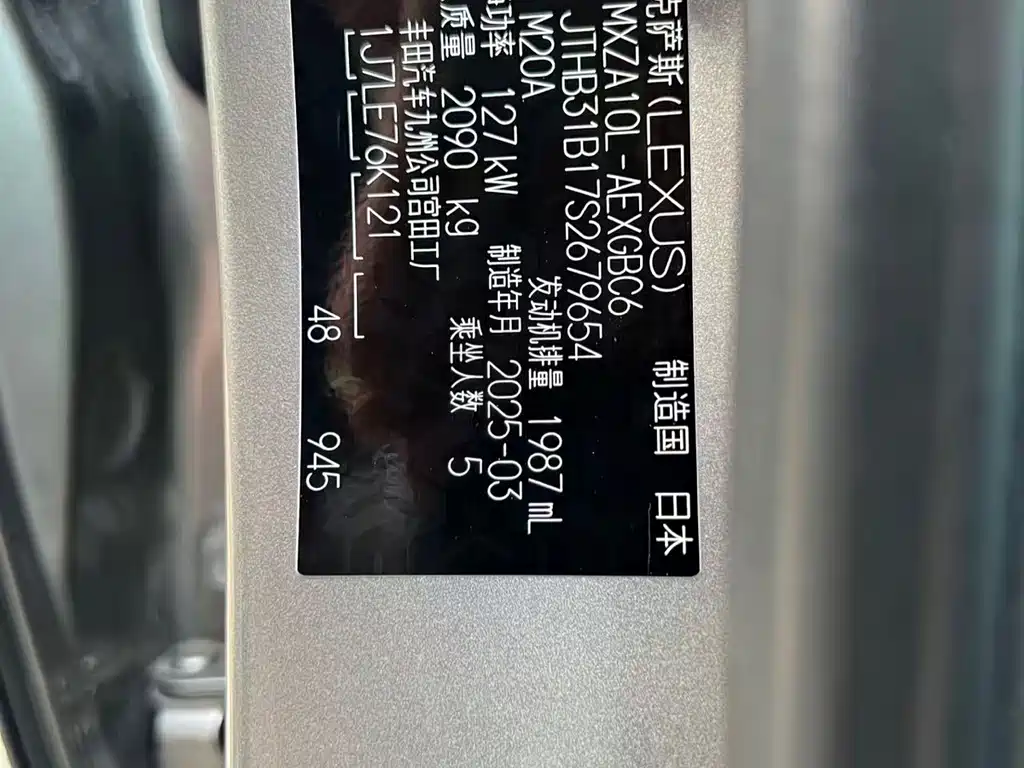 萨斯(LEXUS) 制造国 日本
MXZA10L-AEXGBC6
JTHB31B17S2679654
M20A 发动机排量 1987 mL
功率 127 kW 制造年月 2025-03
质量 2090 kg 乘坐人数 5
丰田汽车九州公司宫田工厂
1J7LE76K121
48 945